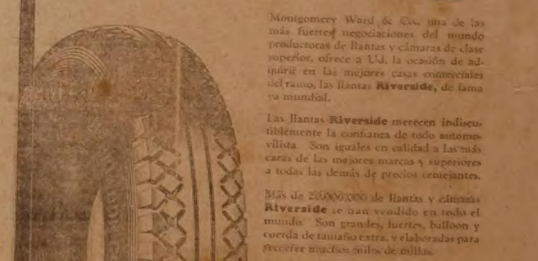 Montgomery Ward & Co., una de las
más fuertes negociaciones del mundo
productoras de llantas y cámaras de clase
superior, ofrece a Ud. la ocasión de ad-
quirir en las mejores casas comerciales
del ramo, las llantas Riverside, de fama
ya mundial.
Las llantas Riverside merecen indiscu-
tiblemente la confianza de todo automo-
vilista. Son iguales en calidad a las más
caras de las mejores marcas y superiores
a todas las demás de precios semejantes.
Más de de llantas y cámaras
Riverside se han vendido en todo el
mundo. Son grandes, fuertes, balloon y
cuerda de tamaño extra, y elaboradas para
recorrer muchos miles de millas.